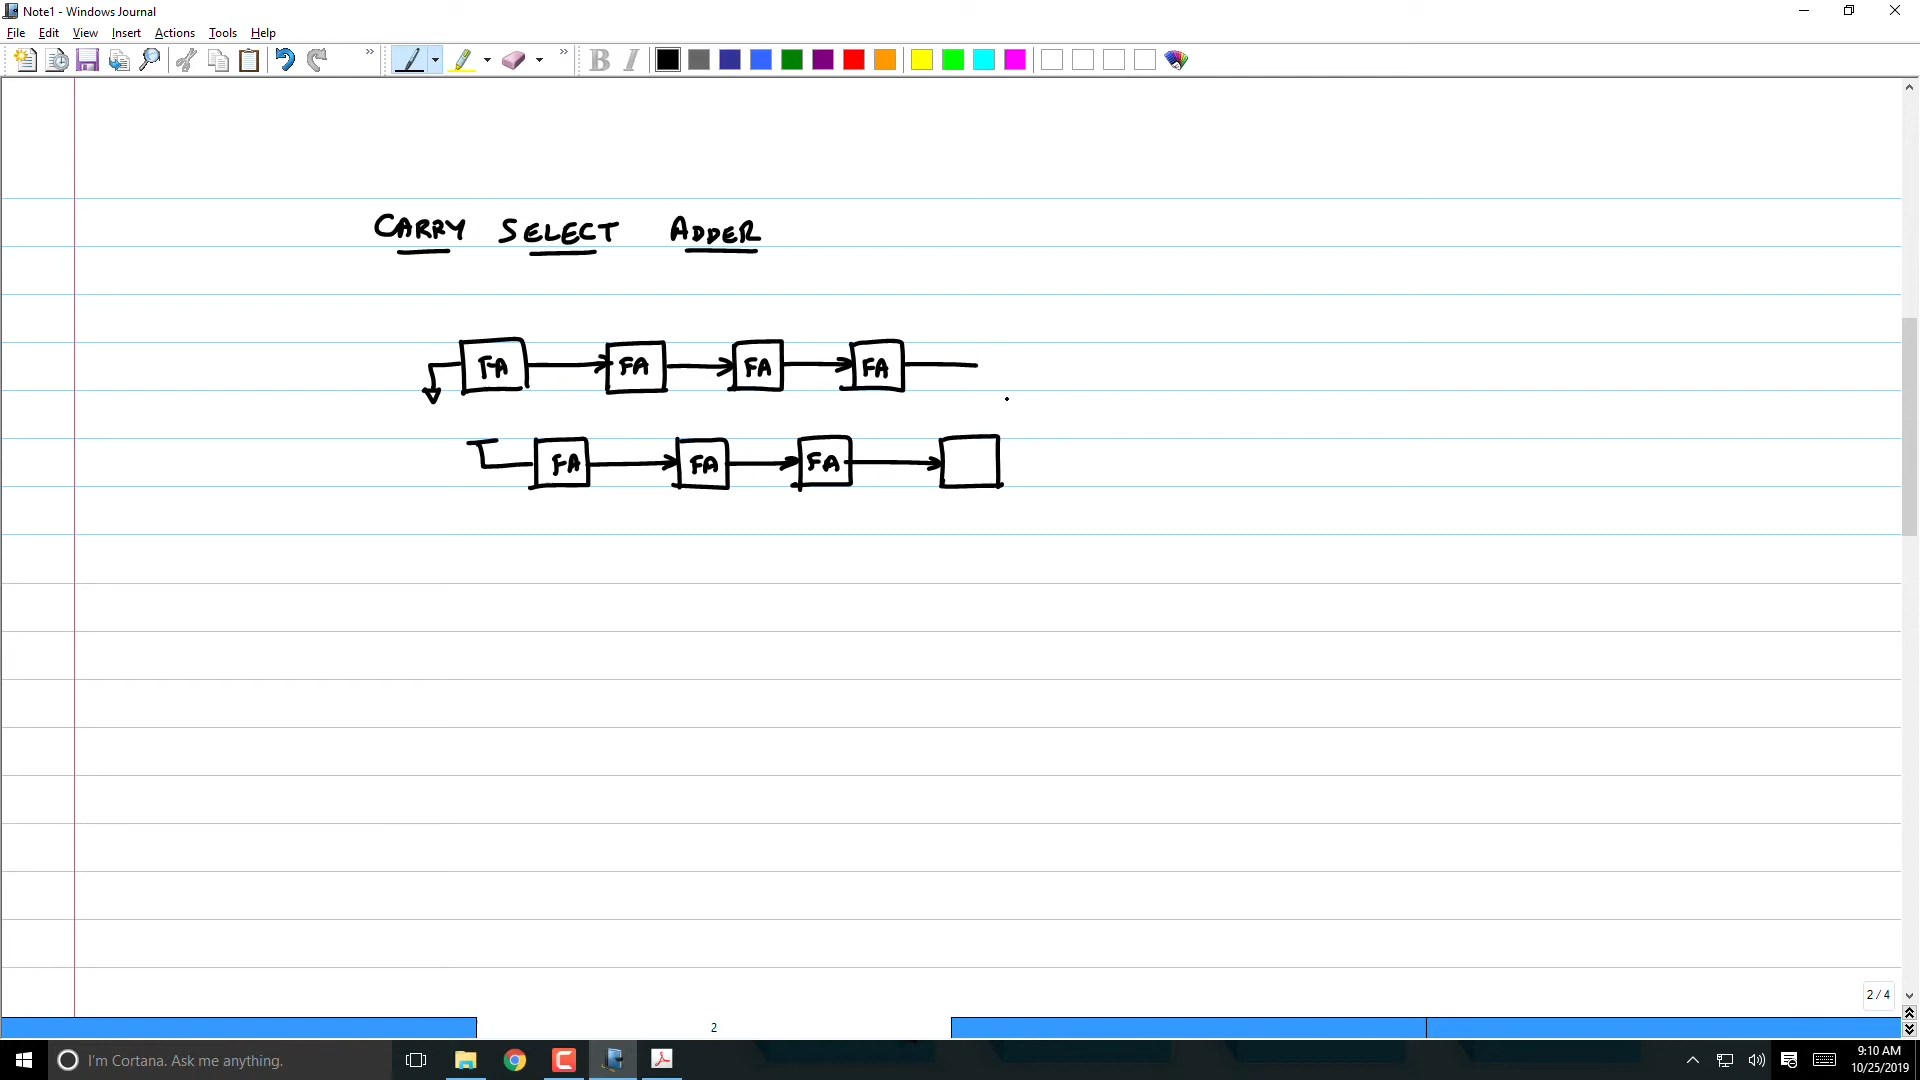 Note1 - Windows Journal
File Edit View Insert Actions Tools Help
B I
CARRY SELECT ADDER
FA FA FA FA
FA FA FA
2 / 4
2
I'm Cortana. Ask me anything.
9:10 AM
10/25/2019